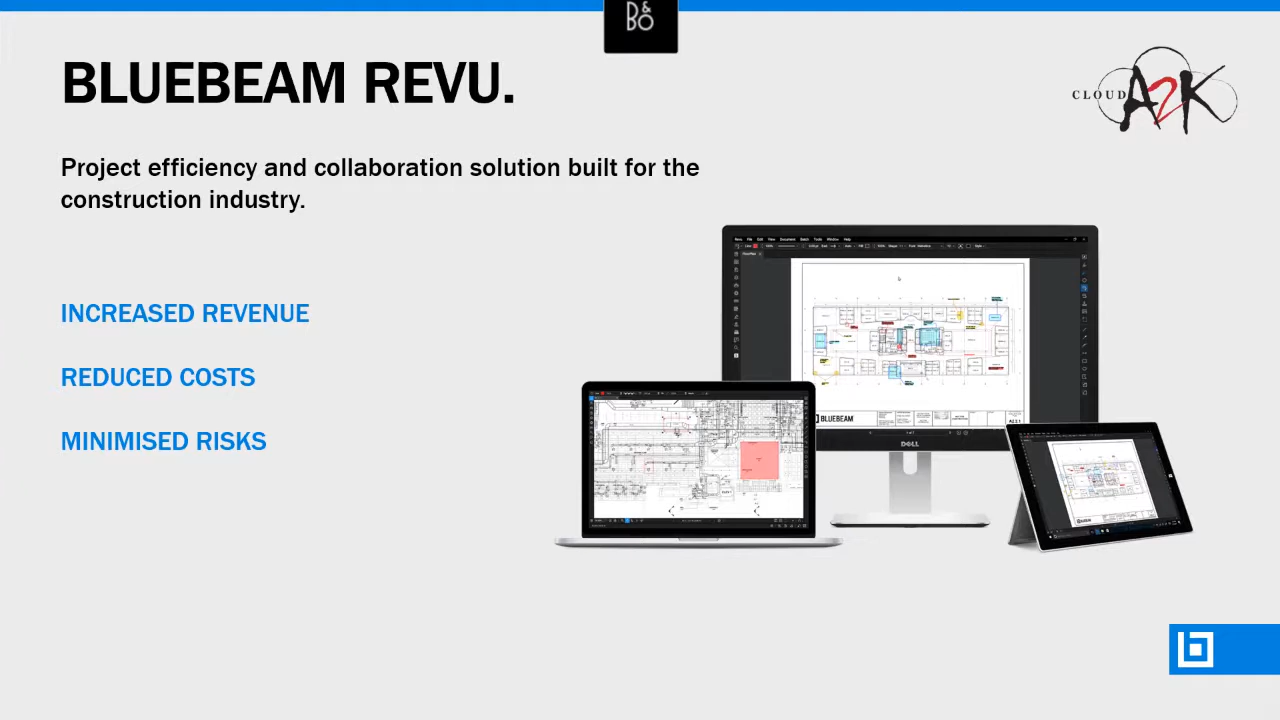 D&
BO
BLUEBEAM REVU.
CLOUD A2K
Project efficiency and collaboration solution built for the
construction industry.
INCREASED REVENUE
REDUCED COSTS
MINIMISED RISKS
BLUEBEAM
DELL